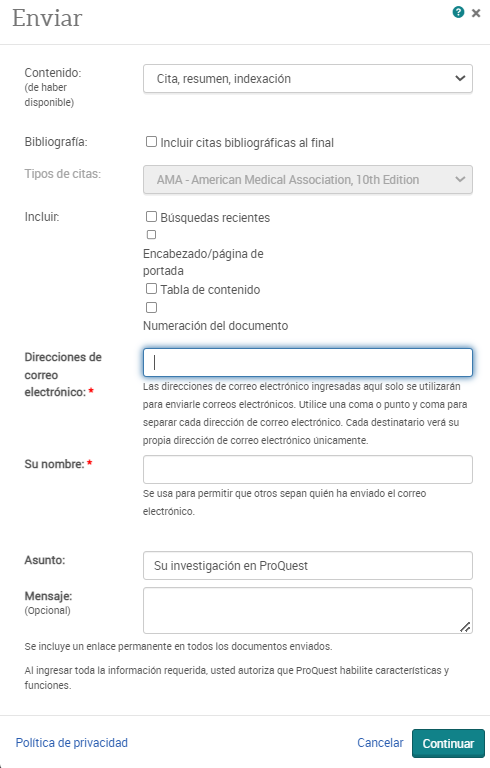 Enviar
Contenido:
(de haber
disponible)
Cita, resumen, indexación
Bibliografía:
Incluir citas bibliográficas al final
Tipos de citas:
AMA - American Medical Association, 10th Edition
Incluir:
Búsquedas recientes
Encabezado/página de
portada
Tabla de contenido
Numeración del documento
Direcciones de
correo
electrónico: *
Las direcciones de correo electrónico ingresadas aquí solo se utilizarán
para enviarle correos electrónicos. Utilice una coma o punto y coma para
separar cada dirección de correo electrónico. Cada destinatario verá su
propia dirección de correo electrónico únicamente.
Su nombre: *
Se usa para permitir que otros sepan quién ha enviado el correo
electrónico.
Asunto:
Su investigación en ProQuest
Mensaje:
(Opcional)
Se incluye un enlace permanente en todos los documentos enviados.
Al ingresar toda la información requerida, usted autoriza que ProQuest habilite características y
funciones.
Política de privacidad
Cancelar
Continuar